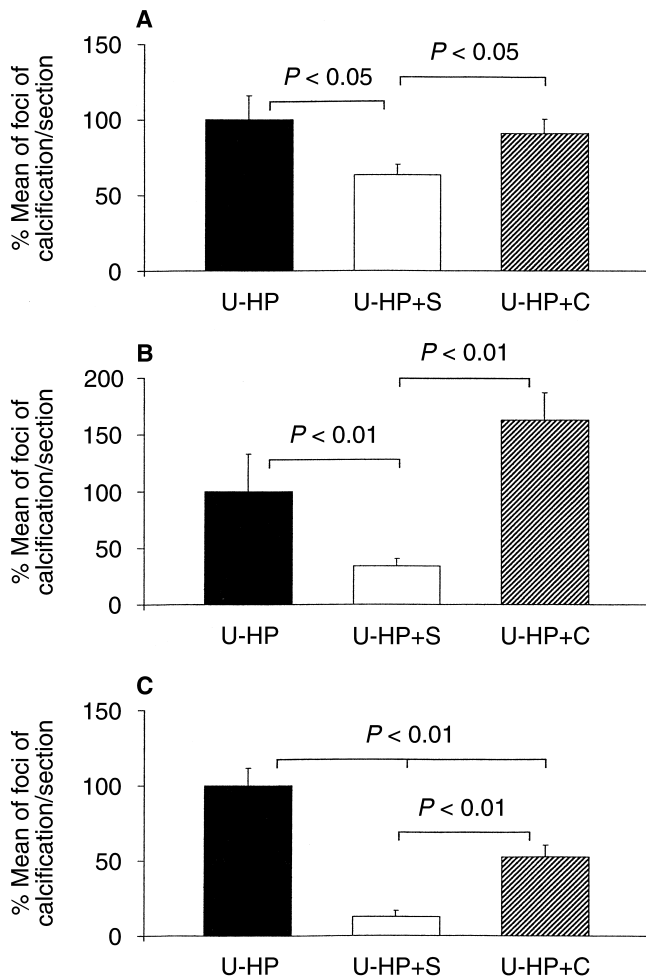 A
% Mean of foci of
calcification/section
150
100
50
0
P < 0.05
P < 0.05
U-HP
U-HP+S
U-HP+C
B
% Mean of foci of
calcification/section
200
150
100
50
0
P < 0.01
P < 0.01
U-HP
U-HP+S
U-HP+C
C
% Mean of foci of
calcification/section
150
100
50
0
P < 0.01
P < 0.01
U-HP
U-HP+S
U-HP+C